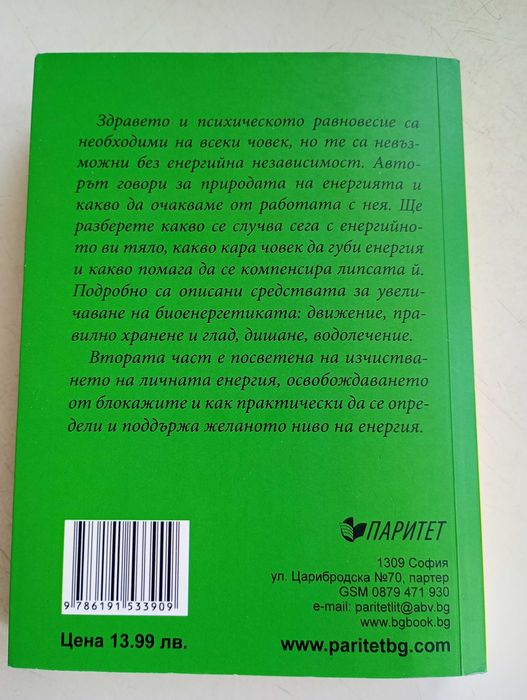 Здравето и психическото равновесие са
необходими на всеки човек, но те са невъз-
можни без енергийна независимост. Авто-
рът говори за природата на енергията и
какво да очакваме от работата с нея. Ще
разберете какво се случва сега с енергийно-
то ви тяло, какво кара човек да губи енергия
и какво помага да се компенсира липсата ѝ.
Подробно са описани средствата за увели-
чаване на биоенергетиката: движение, пра-
вилно хранене и глад, дишане, водолечение.
Втората част е посветена на изчиства-
нето на личната енергия, освобождаването
от блокажите и как практически да се опре-
дели и поддържа желаното ниво на енергия.
ПАРИТЕТ
1309 София
ул. Царибродска №70, партер
GSM 0879 471 930
e-mail: paritetlit@abv.bg
www.bgbook.bg
9 786191 533909
Цена 13.99 лв.
www.paritetbg.com